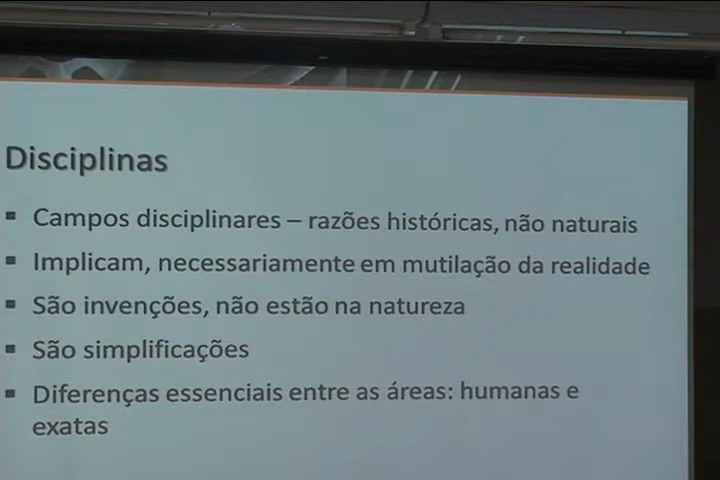 Disciplinas
▪ Campos disciplinares – razões históricas, não naturais
▪ Implicam, necessariamente em mutilação da realidade
▪ São invenções, não estão na natureza
▪ São simplificações
▪ Diferenças essenciais entre as áreas: humanas e
exatas